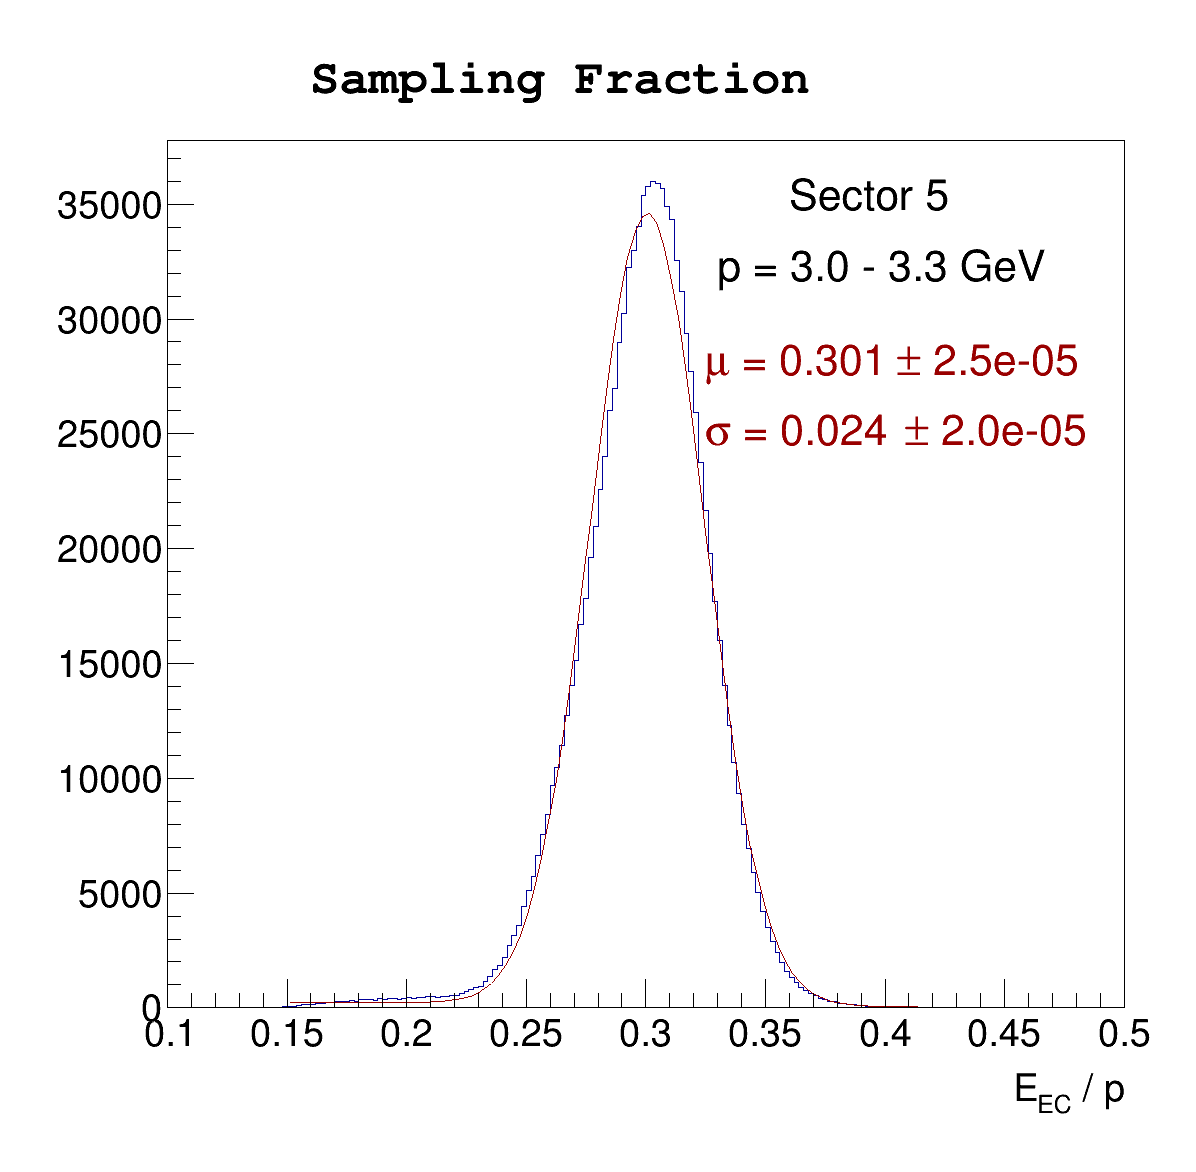 Sampling Fraction
Sector 5
p = 3.0 - 3.3 GeV
μ = 0.301 ± 2.5e-05
σ = 0.024 ± 2.0e-05
35000
30000
25000
20000
15000
10000
5000
0
0.1 0.15 0.2 0.25 0.3 0.35 0.4 0.45 0.5
E_EC / p